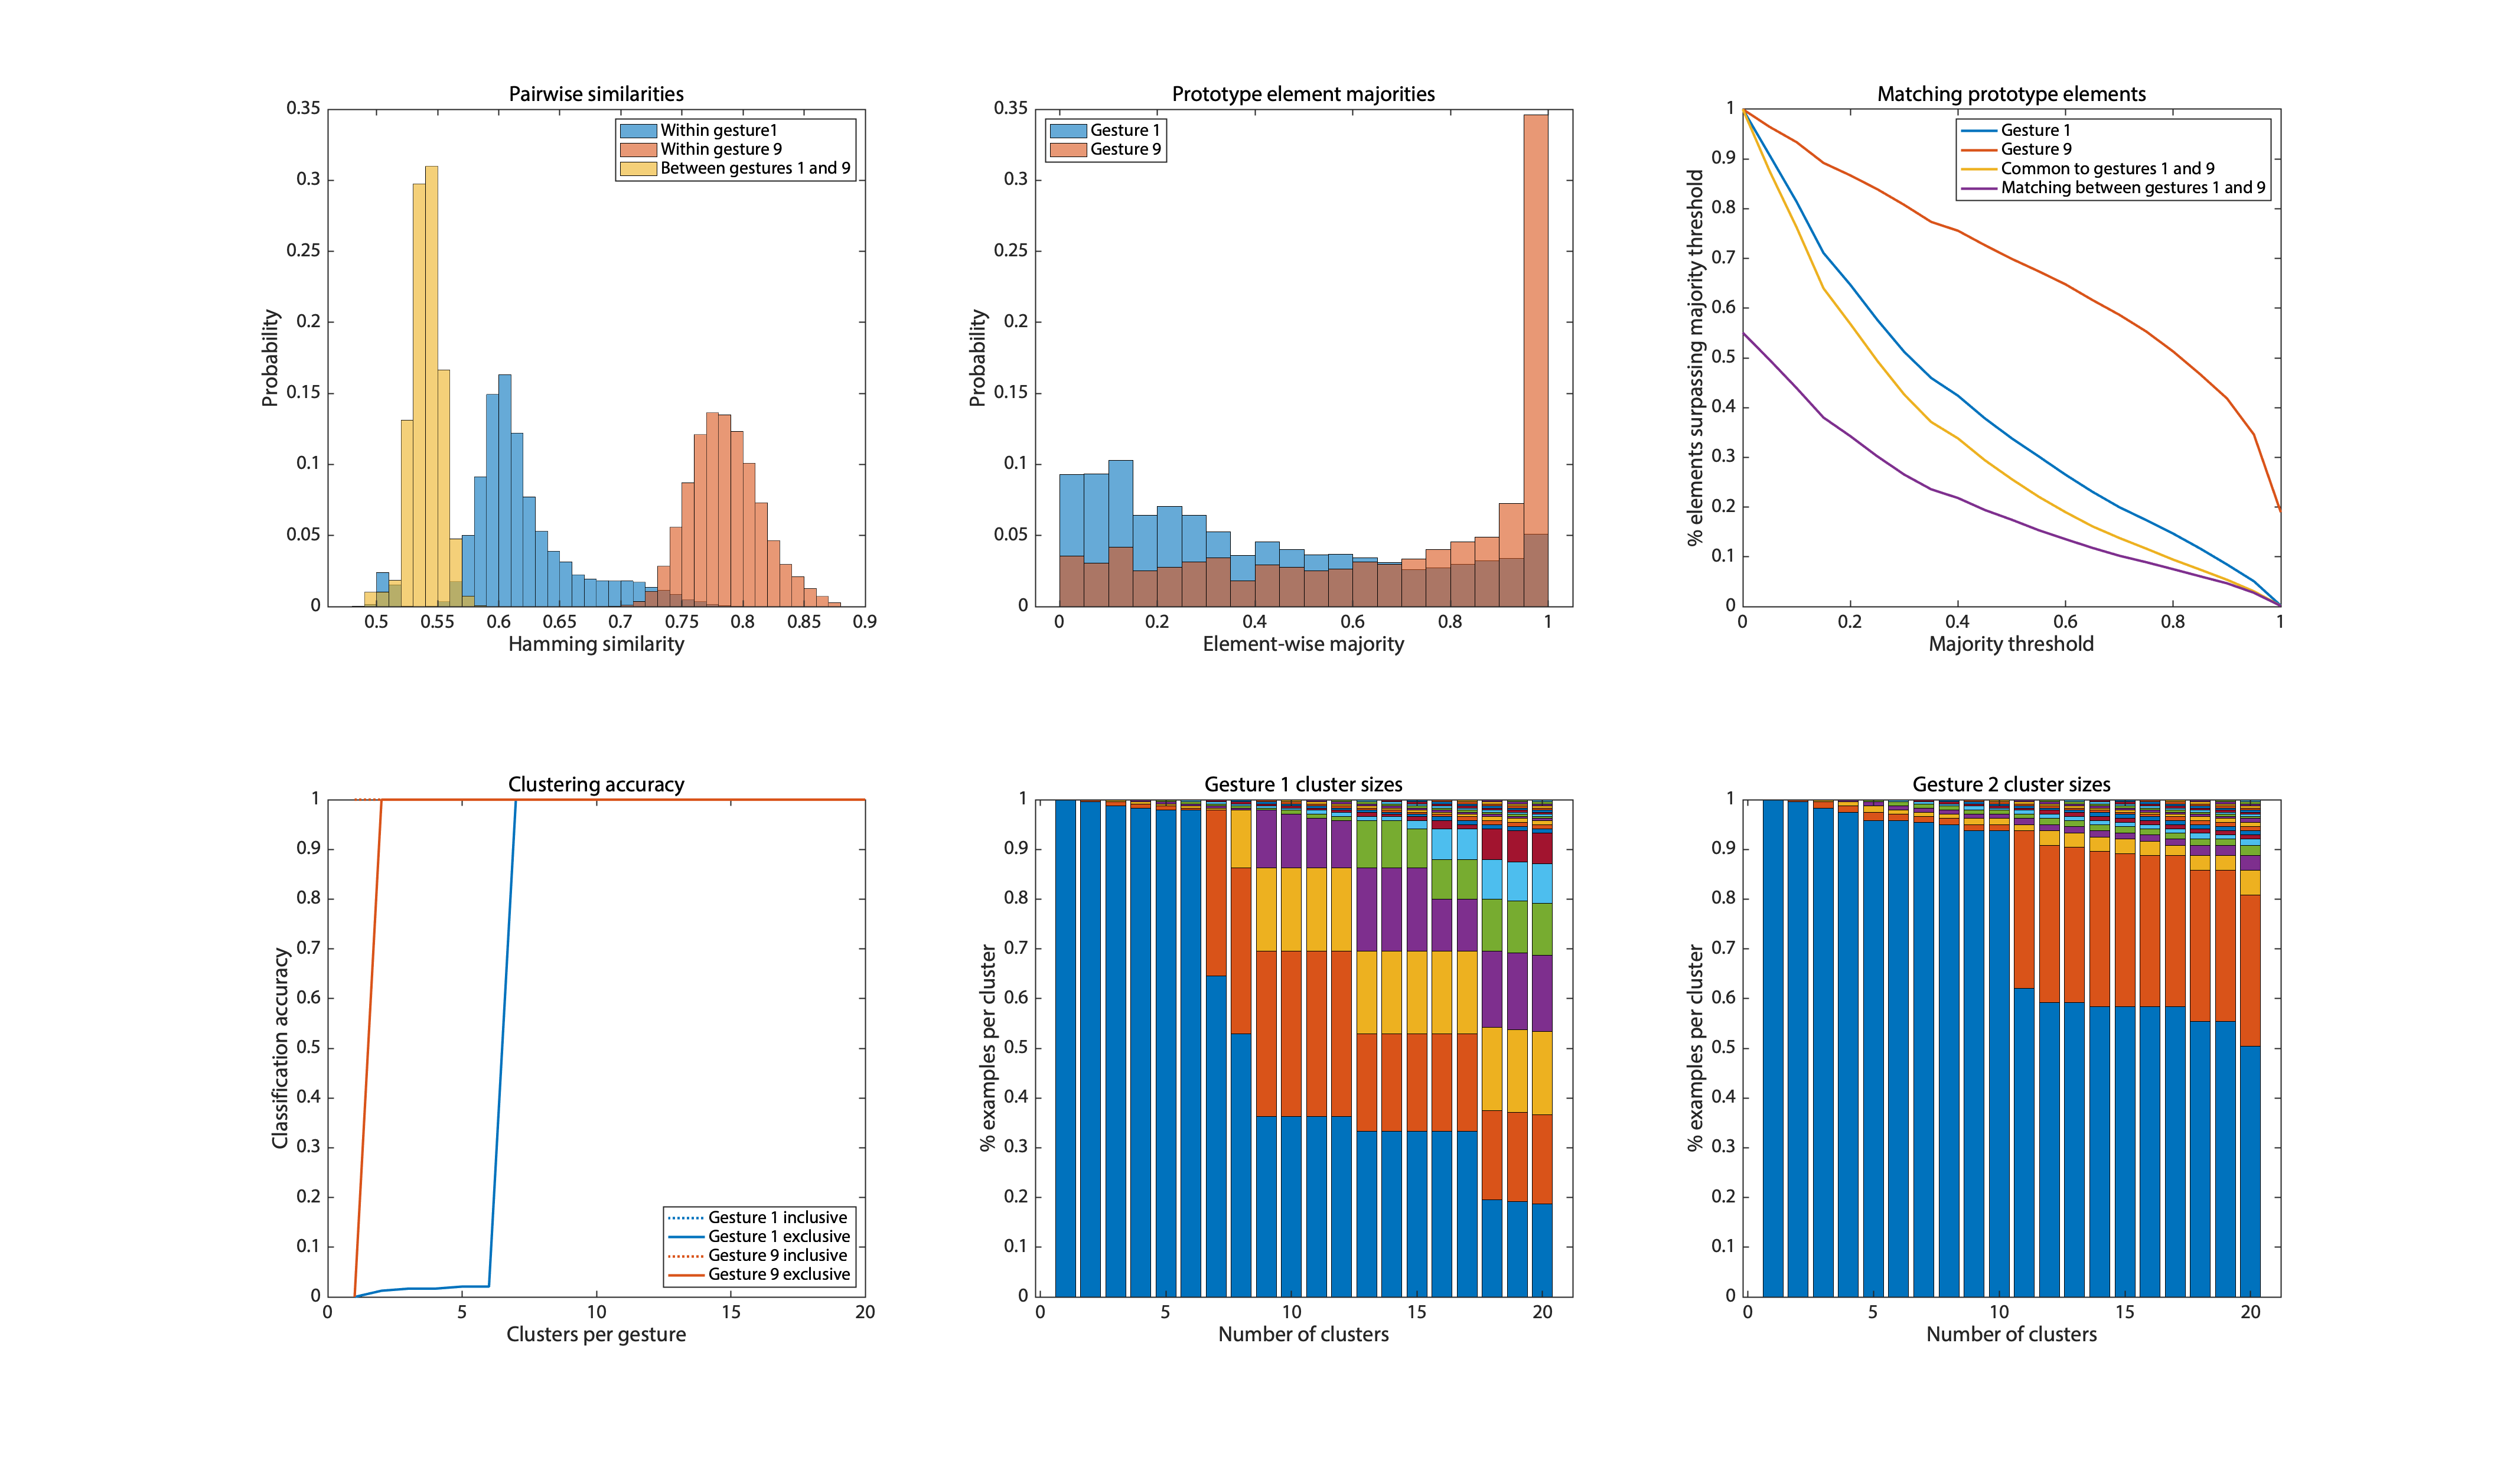 Pairwise similarities
0.35
0.3
0.25
0.2
0.15
0.1
0.05
0
Probability
Within gesture1
Within gesture 9
Between gestures 1 and 9
0.5 0.55 0.6 0.65 0.7 0.75 0.8 0.85 0.9
Hamming similarity
Prototype element majorities
0.35
0.3
0.25
0.2
0.15
0.1
0.05
0
Probability
Gesture 1
Gesture 9
0 0.2 0.4 0.6 0.8 1
Element-wise majority
Matching prototype elements
1
0.9
0.8
0.7
0.6
0.5
0.4
0.3
0.2
0.1
0
% elements surpassing majority threshold
Gesture 1
Gesture 9
Common to gestures 1 and 9
Matching between gestures 1 and 9
0 0.2 0.4 0.6 0.8 1
Majority threshold
Clustering accuracy
1
0.9
0.8
0.7
0.6
0.5
0.4
0.3
0.2
0.1
0
Classification accuracy
Gesture 1 inclusive
Gesture 1 exclusive
Gesture 9 inclusive
Gesture 9 exclusive
0 5 10 15 20
Clusters per gesture
Gesture 1 cluster sizes
1
0.9
0.8
0.7
0.6
0.5
0.4
0.3
0.2
0.1
0
% examples per cluster
0 5 10 15 20
Number of clusters
Gesture 2 cluster sizes
1
0.9
0.8
0.7
0.6
0.5
0.4
0.3
0.2
0.1
0
% examples per cluster
0 5 10 15 20
Number of clusters